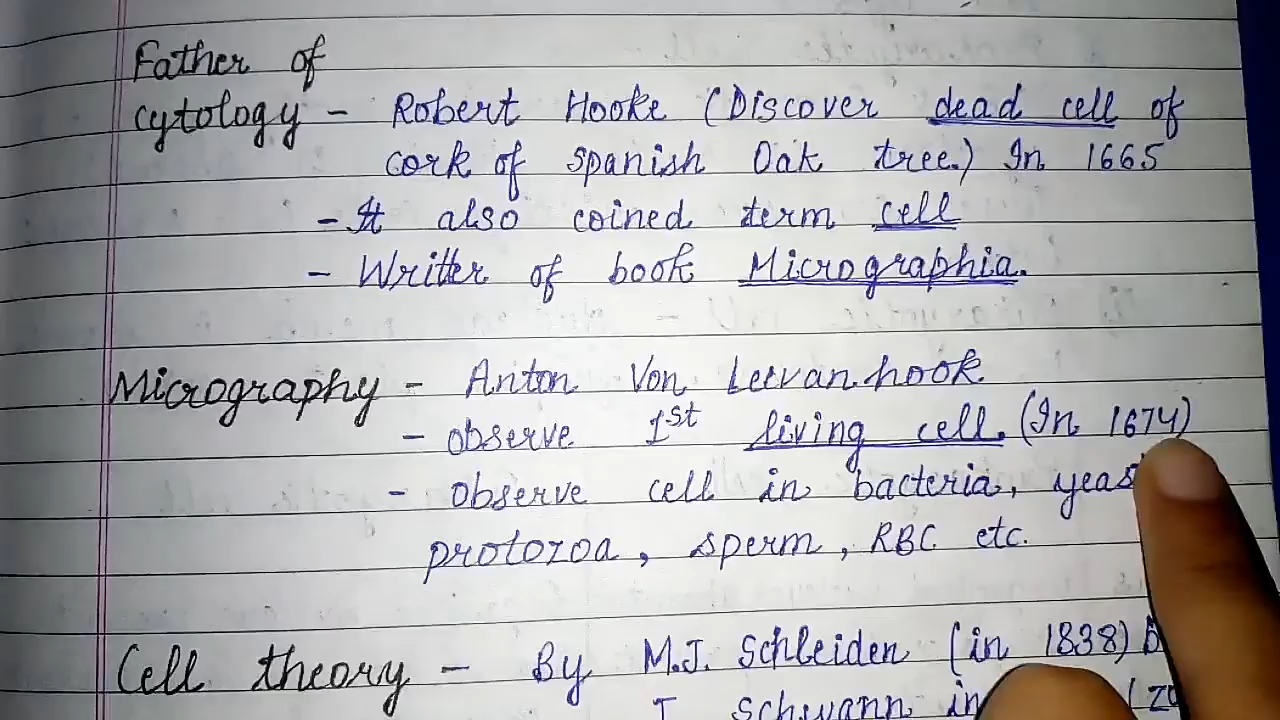 Father of
cytology - Robert Hooke (Discover dead cell of
cork of spanish Oak tree.) In 1665
- It also coined term cell
- Writter of book Micrographia.
Micrography - Anton Von Leevanhook
- observe 1st living cell. (In 1674)
- observe cell in bacteria,
protozoa, sperm, RBC etc.
Cell theory - By M.J. Schleiden (in 1838)
T. Schwann in